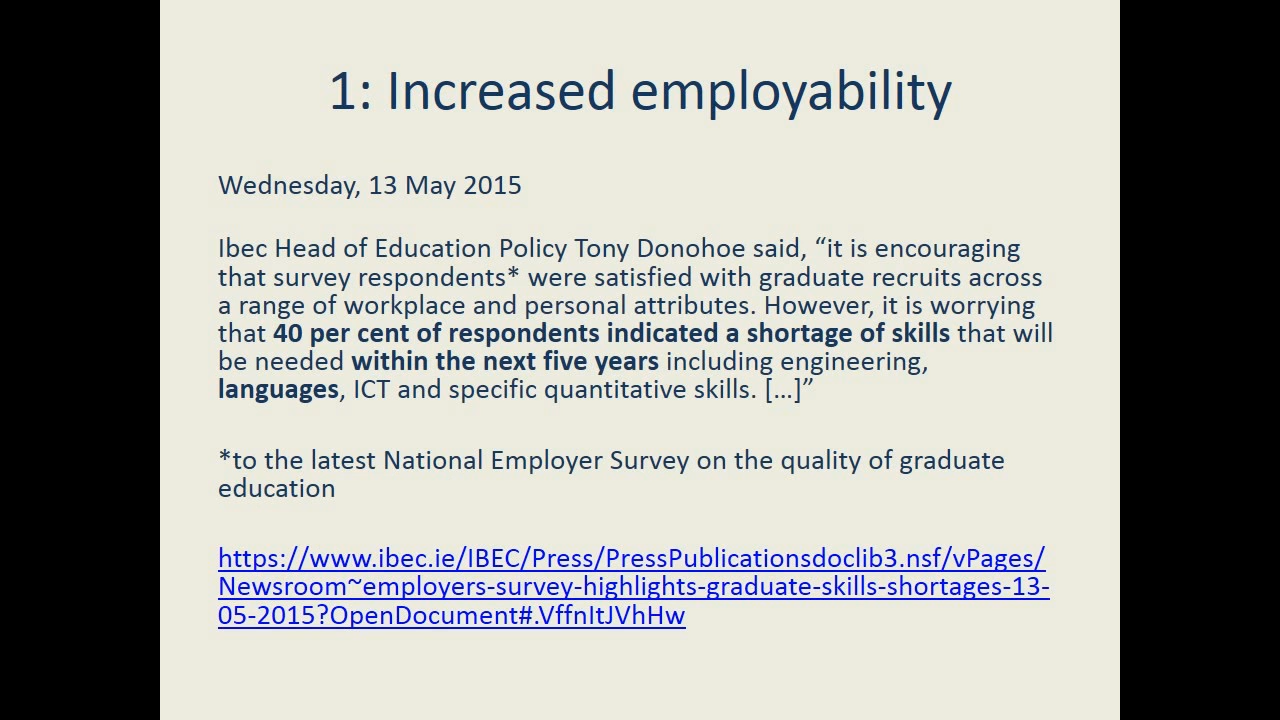 1: Increased employability
Wednesday, 13 May 2015
Ibec Head of Education Policy Tony Donohoe said, “it is encouraging
that survey respondents* were satisfied with graduate recruits across
a range of workplace and personal attributes. However, it is worrying
that 40 per cent of respondents indicated a shortage of skills that will
be needed within the next five years including engineering,
languages, ICT and specific quantitative skills. [...]”
*to the latest National Employer Survey on the quality of graduate
education
https://www.ibec.ie/IBEC/Press/PressPublicationsdoclib3.nsf/vPages/
Newsroom~employers-survey-highlights-graduate-skills-shortages-13-
05-2015?OpenDocument#.VffnItJVhHw